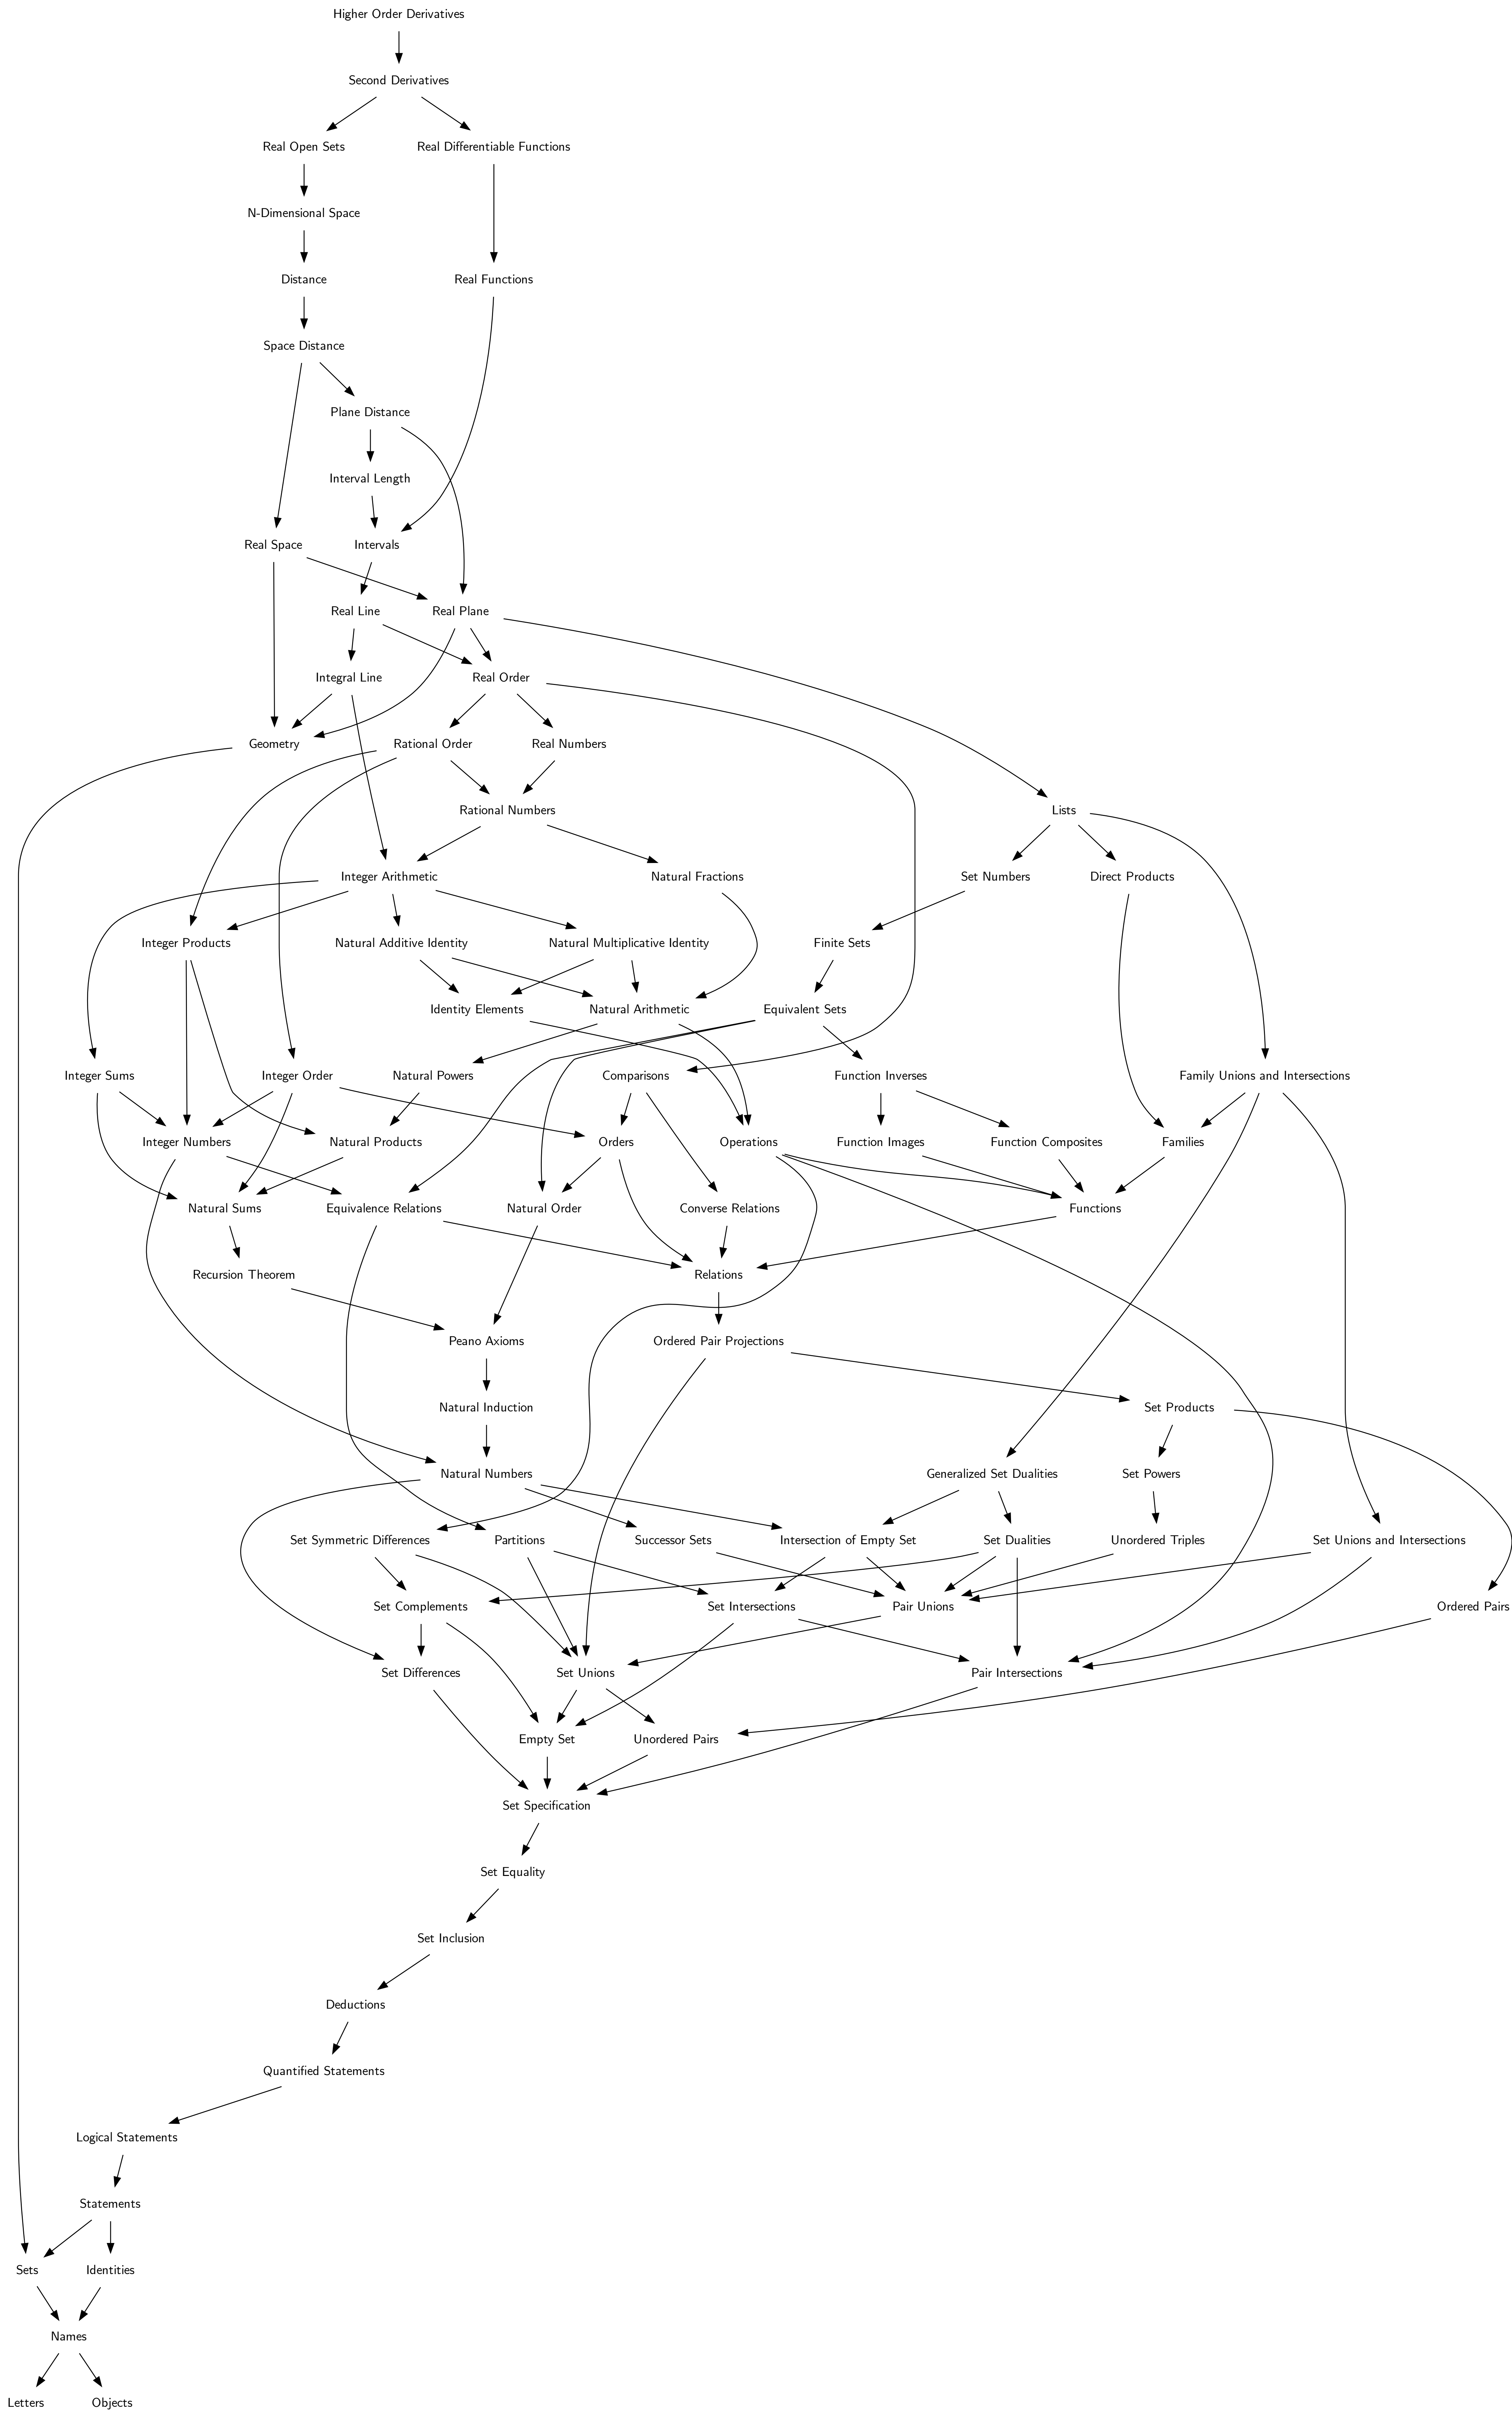 Higher Order Derivatives
Second Derivatives
Real Open Sets
Real Differentiable Functions
N-Dimensional Space
Distance
Real Functions
Space Distance
Plane Distance
Interval Length
Real Space
Intervals
Real Line
Real Plane
Integral Line
Real Order
Geometry
Rational Order
Real Numbers
Rational Numbers
Lists
Integer Arithmetic
Natural Fractions
Set Numbers
Direct Products
Integer Products
Natural Additive Identity
Natural Multiplicative Identity
Finite Sets
Identity Elements
Natural Arithmetic
Equivalent Sets
Integer Sums
Integer Order
Natural Powers
Comparisons
Function Inverses
Family Unions and Intersections
Integer Numbers
Natural Products
Orders
Operations
Function Images
Function Composites
Families
Natural Sums
Equivalence Relations
Natural Order
Converse Relations
Functions
Recursion Theorem
Relations
Peano Axioms
Ordered Pair Projections
Natural Induction
Set Products
Natural Numbers
Generalized Set Dualities
Set Powers
Set Symmetric Differences
Partitions
Successor Sets
Intersection of Empty Set
Set Dualities
Unordered Triples
Set Unions and Intersections
Set Complements
Set Intersections
Pair Unions
Ordered Pairs
Set Differences
Set Unions
Pair Intersections
Empty Set
Unordered Pairs
Set Specification
Set Equality
Set Inclusion
Deductions
Quantified Statements
Logical Statements
Statements
Sets
Identities
Names
Letters
Objects